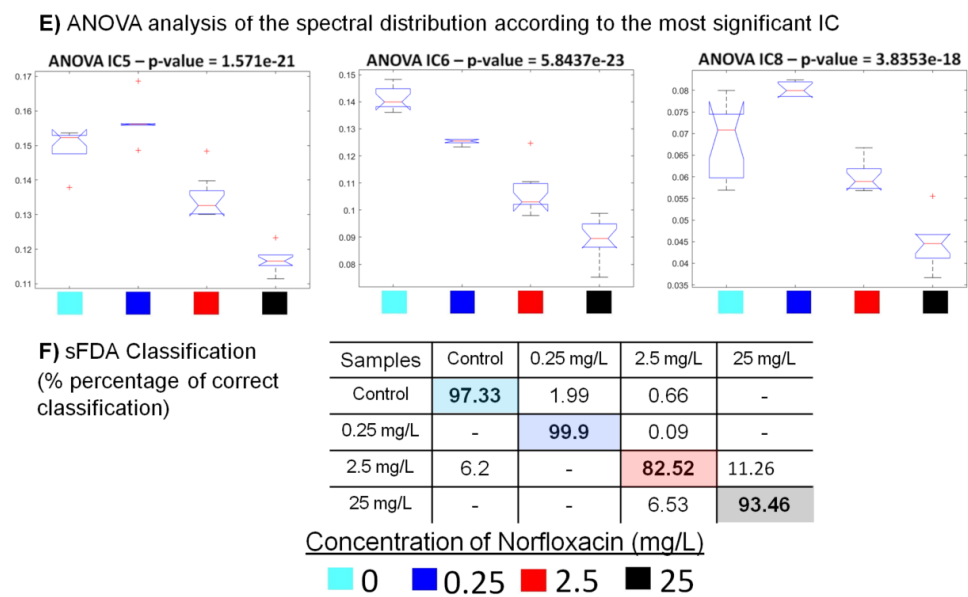 E) ANOVA analysis of the spectral distribution according to the most significant IC
ANOVA IC5 – p-value = 1.571e-21
0.17
0.16
0.15
0.14
0.13
0.12
0.11
ANOVA IC6 – p-value = 5.8437e-23
0.15
0.14
0.13
0.12
0.11
0.1
0.09
0.08
ANOVA IC8 – p-value = 3.8353e-18
0.08
0.07
0.065
0.06
0.055
0.05
0.045
0.04
0.035
F) sFDA Classification
(% percentage of correct
classification)
Samples Control 0.25 mg/L 2.5 mg/L 25 mg/L
Control 97.33 1.99 0.66 -
0.25 mg/L - 99.9 0.09 -
2.5 mg/L 6.2 - 82.52 11.26
25 mg/L - - 6.53 93.46
Concentration of Norfloxacin (mg/L)
0 0.25 2.5 25